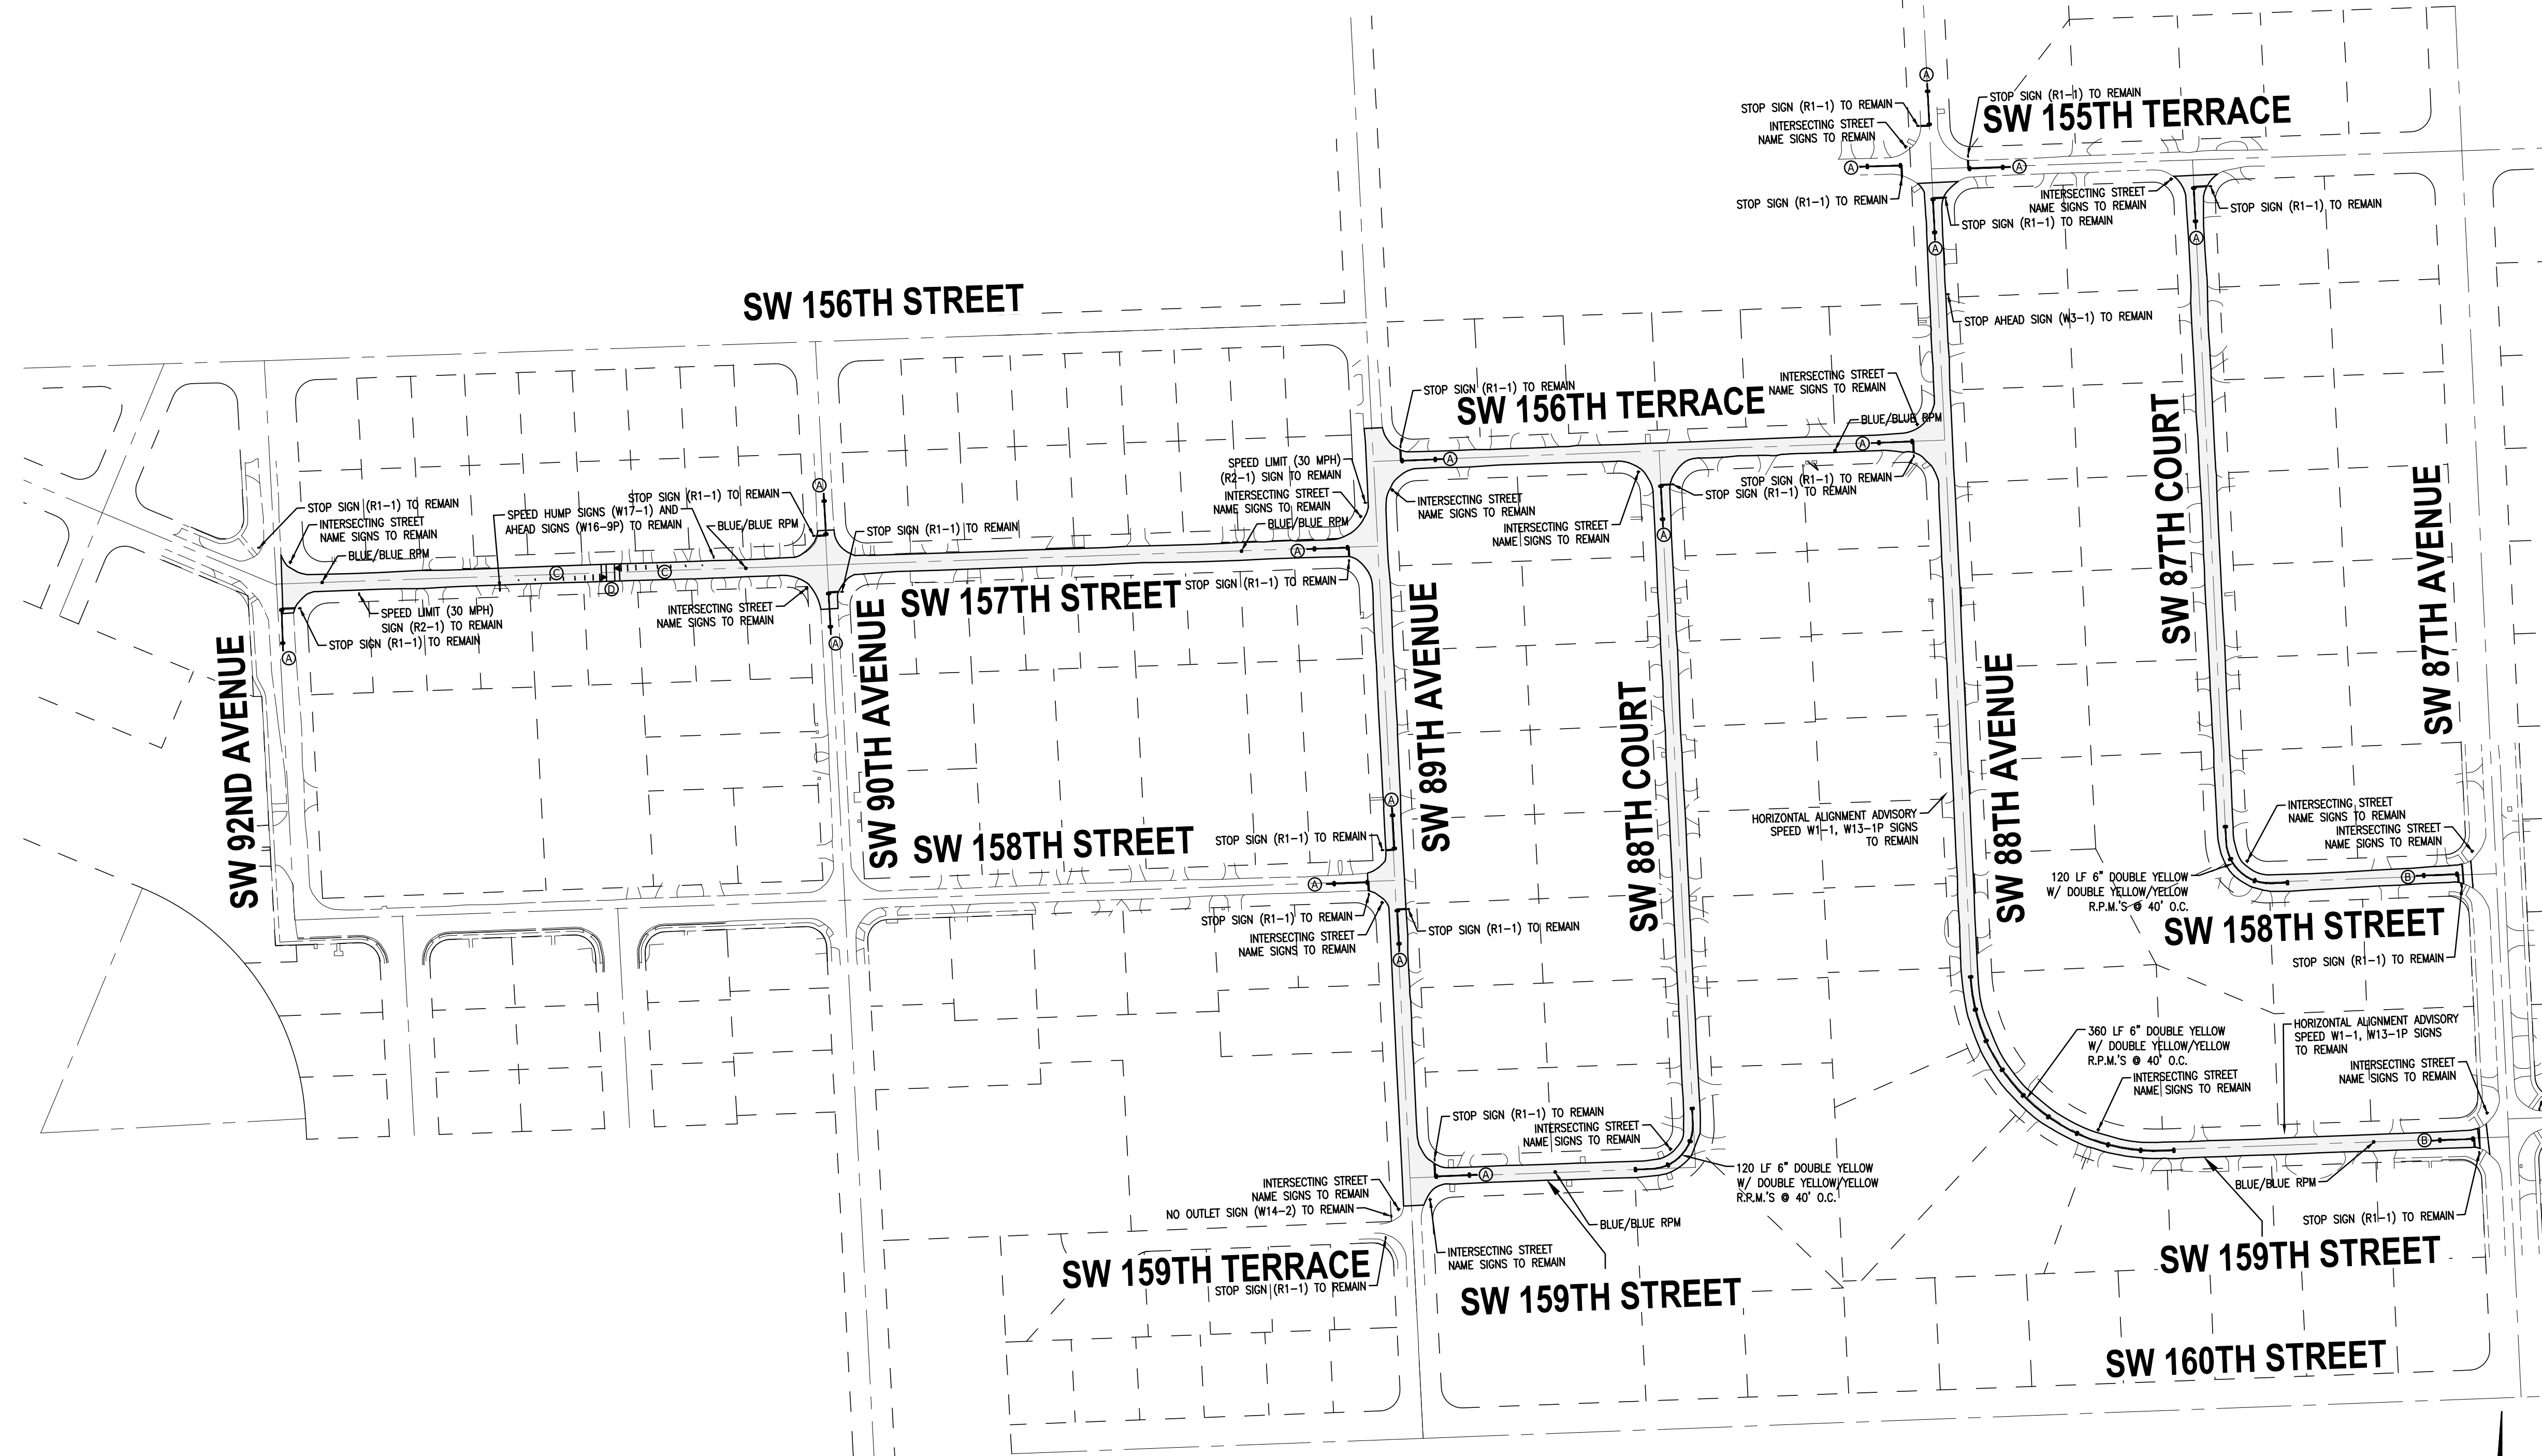 STOP SIGN (R1-1) TO REMAIN
SW 155TH TERRACE
A
STOP SIGN (R1-1) TO REMAIN
INTERSECTING STREET
NAME SIGNS TO REMAIN
A
A
STOP SIGN (R1-1) TO REMAIN
INTERSECTING STREET
NAME SIGNS TO REMAIN
STOP SIGN (R1-1) TO REMAIN
STOP SIGN (R1-1) TO REMAIN
A
A
SW 156TH STREET
STOP AHEAD SIGN (W3-1) TO REMAIN
STOP SIGN (R1-1) TO REMAIN
SW 156TH TERRACE
INTERSECTING STREET
NAME SIGNS TO REMAIN
BLUE/BLUE RPM
A
A
STOP SIGN (R1-1) TO REMAIN
STOP SIGN (R1-1) TO REMAIN
SW 87TH COURT
SW 87TH AVENUE
SPEED LIMIT (30 MPH)
(R2-1) SIGN TO REMAIN
INTERSECTING STREET
NAME SIGNS TO REMAIN
BLUE/BLUE RPM
A
INTERSECTING STREET
NAME SIGNS TO REMAIN
INTERSECTING STREET
NAME SIGNS TO REMAIN
A
STOP SIGN (R1-1) TO REMAIN
INTERSECTING STREET
NAME SIGNS TO REMAIN
BLUE/BLUE RPM
SPEED HUMP SIGNS (W17-1) AND
AHEAD SIGNS (W16-9P) TO REMAIN
STOP SIGN (R1-1) TO REMAIN
A
BLUE/BLUE RPM
STOP SIGN (R1-1) TO REMAIN
C
C
D
SPEED LIMIT (30 MPH)
SIGN (R2-1) TO REMAIN
STOP SIGN (R1-1) TO REMAIN
A
INTERSECTING STREET
NAME SIGNS TO REMAIN
A
SW 157TH STREET
STOP SIGN (R1-1) TO REMAIN
SW 92ND AVENUE
SW 90TH AVENUE
SW 89TH AVENUE
SW 88TH COURT
SW 88TH AVENUE
A
SW 158TH STREET
STOP SIGN (R1-1) TO REMAIN
A
STOP SIGN (R1-1) TO REMAIN
INTERSECTING STREET
NAME SIGNS TO REMAIN
STOP SIGN (R1-1) TO REMAIN
A
HORIZONTAL ALIGNMENT ADVISORY
SPEED W1-1, W13-1P SIGNS
TO REMAIN
INTERSECTING STREET
NAME SIGNS TO REMAIN
INTERSECTING STREET
NAME SIGNS TO REMAIN
120 LF 6" DOUBLE YELLOW
W/ DOUBLE YELLOW/YELLOW
R.P.M.'S @ 40' O.C.
B
SW 158TH STREET
STOP SIGN (R1-1) TO REMAIN
360 LF 6" DOUBLE YELLOW
W/ DOUBLE YELLOW/YELLOW
R.P.M.'S @ 40' O.C.
HORIZONTAL ALIGNMENT ADVISORY
SPEED W1-1, W13-1P SIGNS
TO REMAIN
INTERSECTING STREET
NAME SIGNS TO REMAIN
INTERSECTING STREET
NAME SIGNS TO REMAIN
B
BLUE/BLUE RPM
STOP SIGN (R1-1) TO REMAIN
SW 159TH STREET
STOP SIGN (R1-1) TO REMAIN
INTERSECTING STREET
NAME SIGNS TO REMAIN
A
120 LF 6" DOUBLE YELLOW
W/ DOUBLE YELLOW/YELLOW
R.P.M.'S @ 40' O.C.
INTERSECTING STREET
NAME SIGNS TO REMAIN
NO OUTLET SIGN (W14-2) TO REMAIN
BLUE/BLUE RPM
INTERSECTING STREET
NAME SIGNS TO REMAIN
SW 159TH TERRACE
STOP SIGN (R1-1) TO REMAIN
SW 159TH STREET
SW 160TH STREET